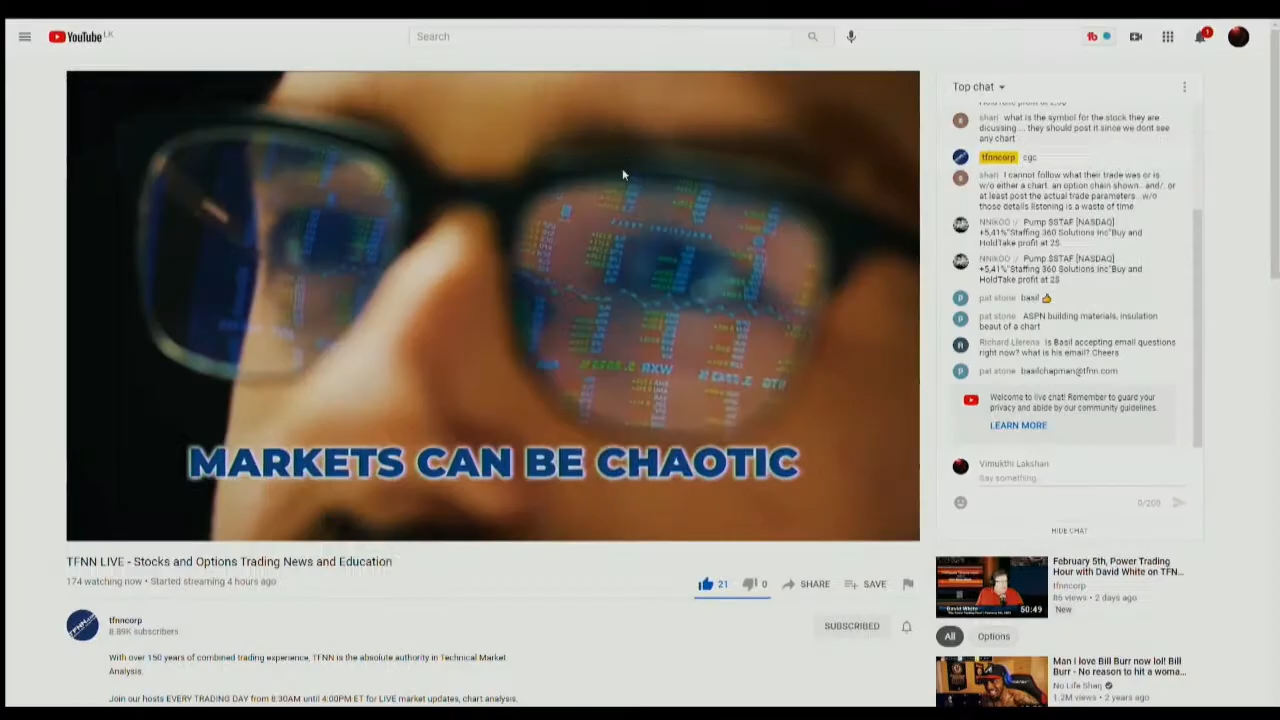 YouTube LK
Search
1
Top chat
shari what is the symbol for the stock they are
dicussing.... they should post it since we dont see
any chart
tfnncorp cgc
shari I cannot follow what their trade was or is
w/o either a chart, an option chain shown.. and/. or
at least post the actual trade parameters.. w/o
those details listening is a waste of time
Pump $STAF [NASDAQ]
+5,41%"Staffing 360 Solutions Inc"Buy and
HoldTake profit at 2$
Pump $STAF [NASDAQ]
+5,41%"Staffing 360 Solutions Inc"Buy and
HoldTake profit at 2$
pat stone basil 👍
pat stone ASPN building materials, insulation
beaut of a chart
Richard Llerena Is Basil accepting email questions
right now? what is his email? Cheers
pat stone basilchapman@tfnn.com
Welcome to live chat! Remember to guard your
privacy and abide by our community guidelines.
LEARN MORE
Vimukthi Lakshan
Say something...
0/200
HIDE CHAT
MARKETS CAN BE CHAOTIC
TFNN LIVE - Stocks and Options Trading News and Education
174 watching now • Started streaming 4 hours ago
21 0 SHARE SAVE
tfnncorp
8.89K subscribers
SUBSCRIBED
With over 150 years of combined trading experience, TFNN is the absolute authority in Technical Market
Analysis.
Join our hosts EVERY TRADING DAY from 8:30AM until 4:00PM ET for LIVE market updates, chart analysis,
February 5th, Power Trading
Hour with David White on TFN...
tfnncorp
86 views • 2 days ago
New
David White
50:49
All Options
Man I love Bill Burr now lol! Bill
Burr - No reason to hit a woma...
No Life Shaq
1.2M views • 2 years ago